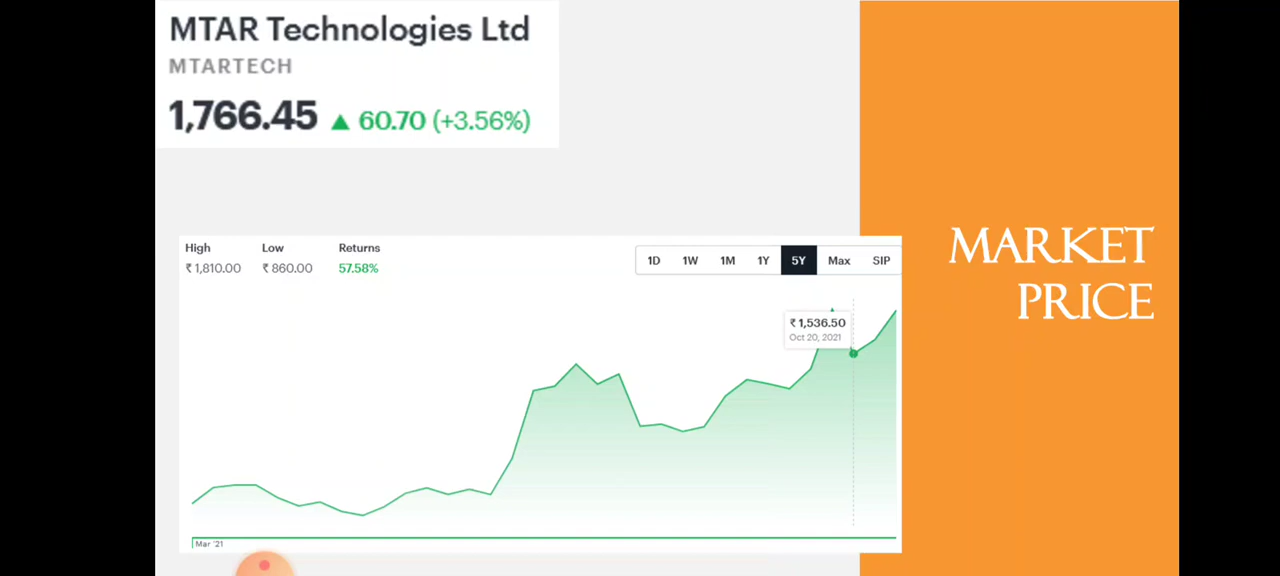 MTAR Technologies Ltd
MTARTECH
1,766.45 ▲ 60.70 (+3.56%)
MARKET
PRICE
High Low Returns
₹ 1,810.00 ₹ 860.00 57.58%
1D 1W 1M 1Y 5Y Max SIP
₹ 1,536.50
Oct 20, 2021
Mar '21